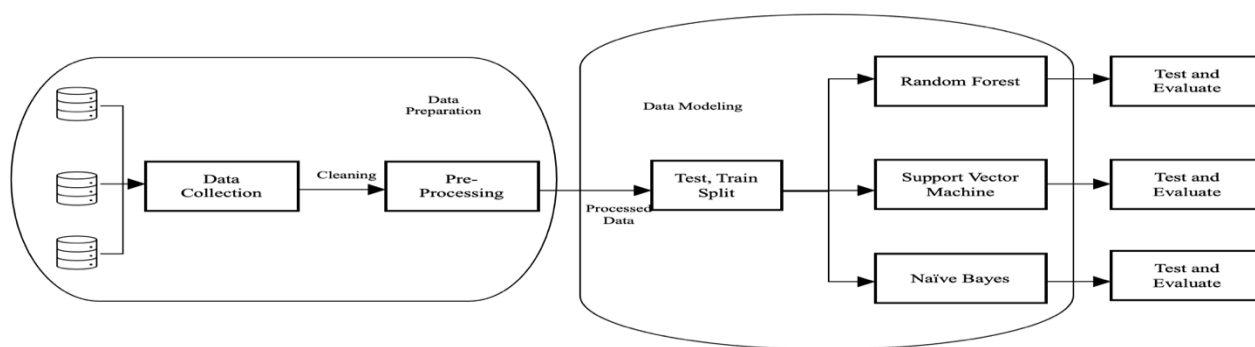 Data
Preparation
Data
Collection
Cleaning
Pre-
Processing
Processed
Data
Data Modeling
Test, Train
Split
Random Forest
Test and
Evaluate
Support Vector
Machine
Test and
Evaluate
Naïve Bayes
Test and
Evaluate